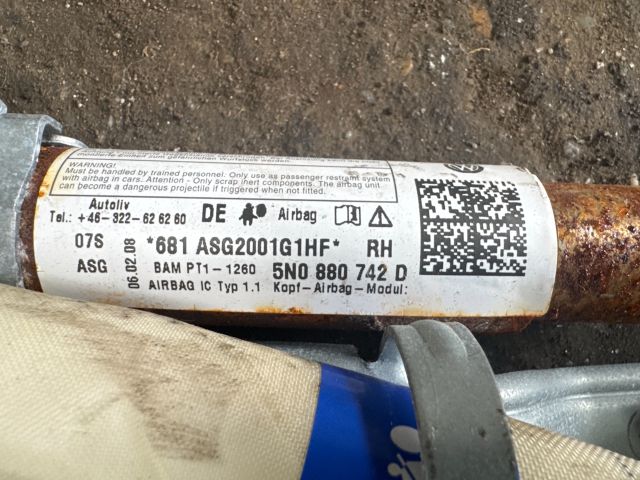 WARNING!
Must be handled by trained personnel. Only use as passenger restraint system
with airbag in cars. Attention - Only scrap inert components. The airbag unit
can become a dangerous projectile if triggered when not fitted.
Autoliv
Tel.: +46-322-62 62 60
DE
Airbag
07S
*681 ASG2001G1HF*
RH
ASG
06.02.08
BAM PT1-1260
5N0 880 742 D
AIRBAG IC Typ 1.1
Kopf-Airbag-Modul: